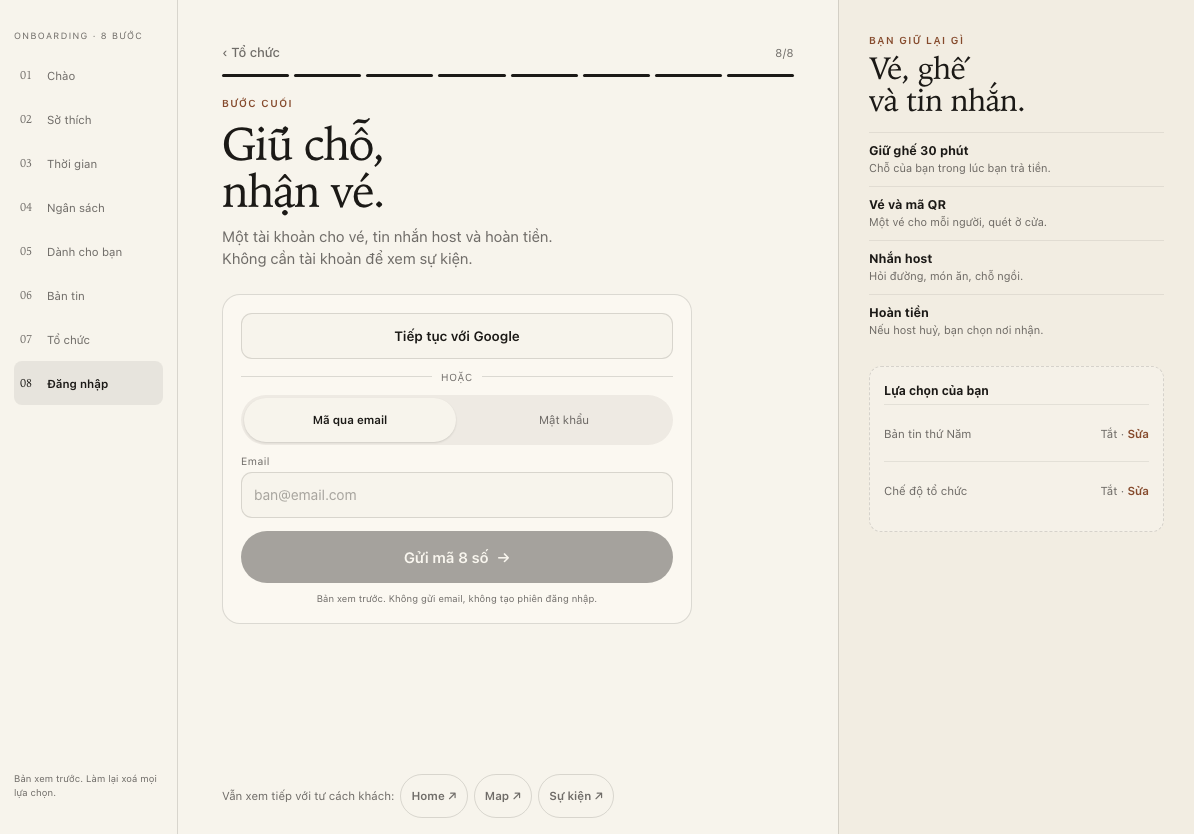 ONBOARDING · 8 BƯỚC
01 Chào
02 Sở thích
03 Thời gian
04 Ngân sách
05 Dành cho bạn
06 Bản tin
07 Tổ chức
08 Đăng nhập
Bản xem trước. Làm lại xoá mọi
lựa chọn.
‹ Tổ chức
8/8
BƯỚC CUỐI
Giữ chỗ,
nhận vé.
Một tài khoản cho vé, tin nhắn host và hoàn tiền.
Không cần tài khoản để xem sự kiện.
Tiếp tục với Google
HOẶC
Mã qua email
Mật khẩu
Email
ban@email.com
Gửi mã 8 số →
Bản xem trước. Không gửi email, không tạo phiên đăng nhập.
Vẫn xem tiếp với tư cách khách: Home ↗ Map ↗ Sự kiện ↗
BẠN GIỮ LẠI GÌ
Vé, ghế
và tin nhắn.
Giữ ghế 30 phút
Chỗ của bạn trong lúc bạn trả tiền.
Vé và mã QR
Một vé cho mỗi người, quét ở cửa.
Nhắn host
Hỏi đường, món ăn, chỗ ngồi.
Hoàn tiền
Nếu host huỷ, bạn chọn nơi nhận.
Lựa chọn của bạn
Bản tin thứ Năm
Tắt · Sửa
Chế độ tổ chức
Tắt · Sửa